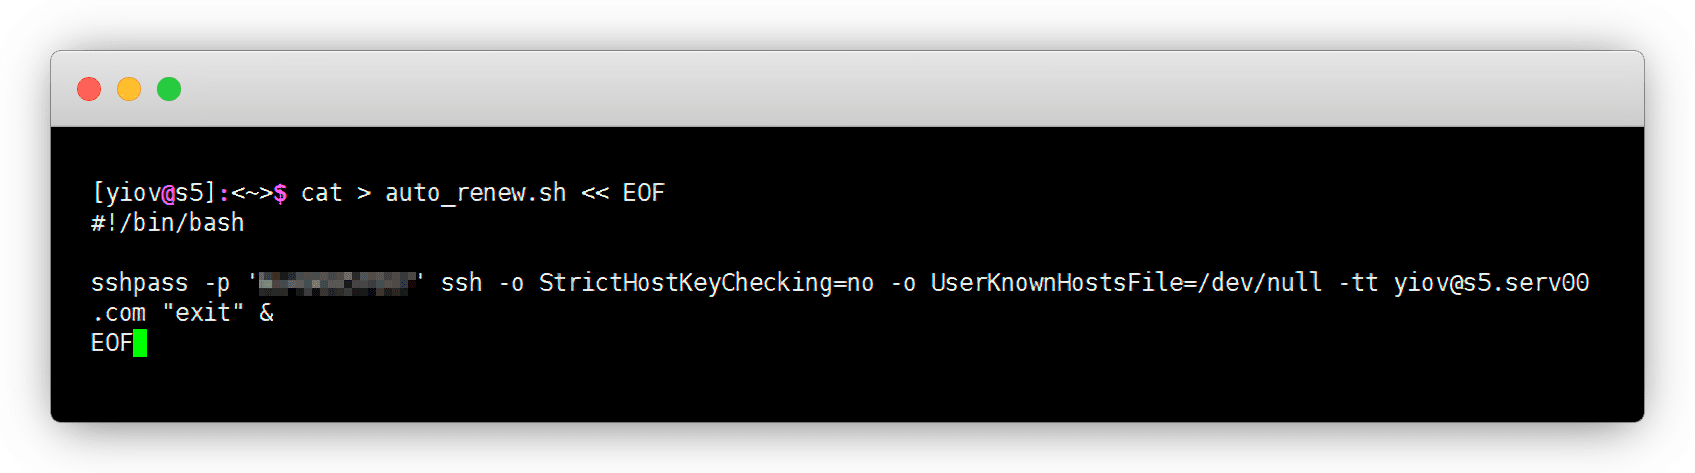 [yiov@s5]:<~>$ cat > auto_renew.sh << EOF
#!/bin/bash
sshpass -p '' ssh -o StrictHostKeyChecking=no -o UserKnownHostsFile=/dev/null -tt yiov@s5.serv00
.com "exit" &
EOF